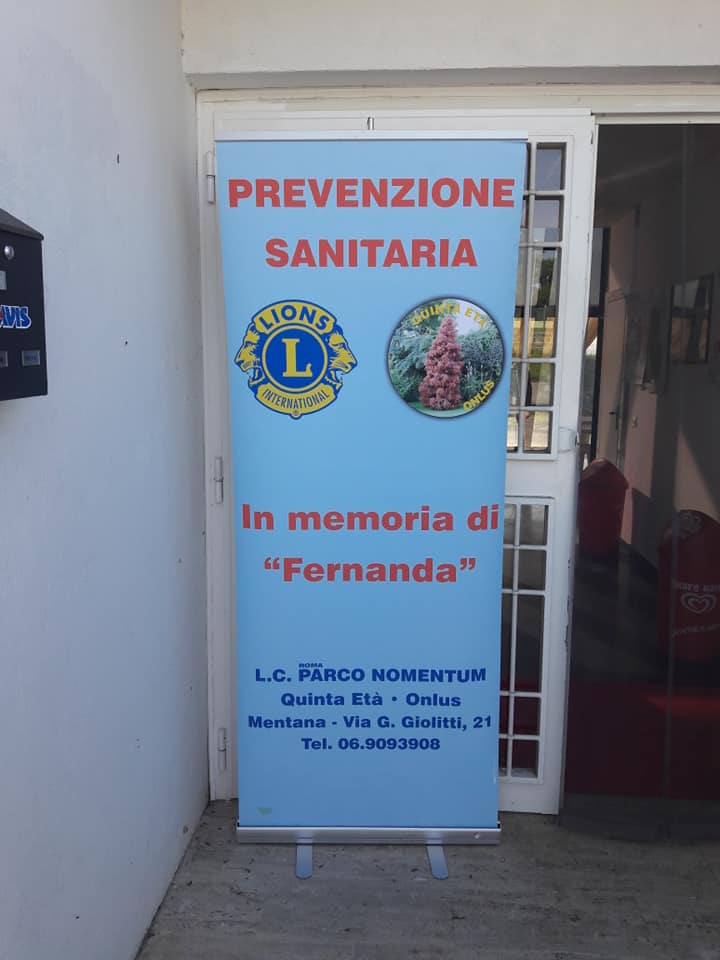 PREVENZIONE
SANITARIA
LIONS
L
INTERNATIONAL
QUINTA ETÀ
ONLUS
In memoria di
“Fernanda”
ROMA
L.C. PARCO NOMENTUM
Quinta Età • Onlus
Mentana - Via G. Giolitti, 21
Tel. 06.9093908
AVIS